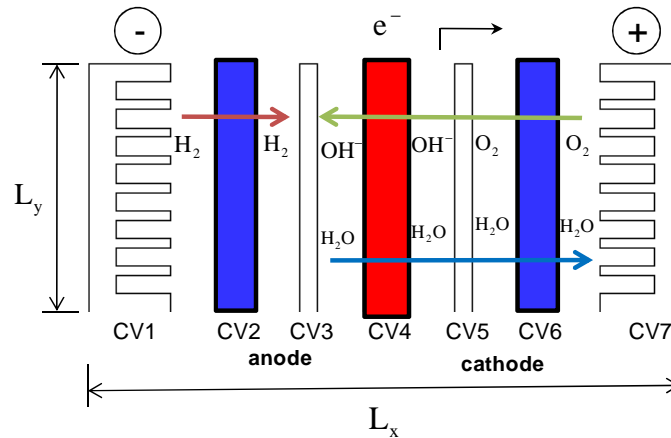 - e⁻ +
H₂ H₂ OH⁻ OH⁻ O₂ O₂
L_y
H₂O H₂O H₂O H₂O
CV1 CV2 CV3 CV4 CV5 CV6 CV7
anode cathode
L_x